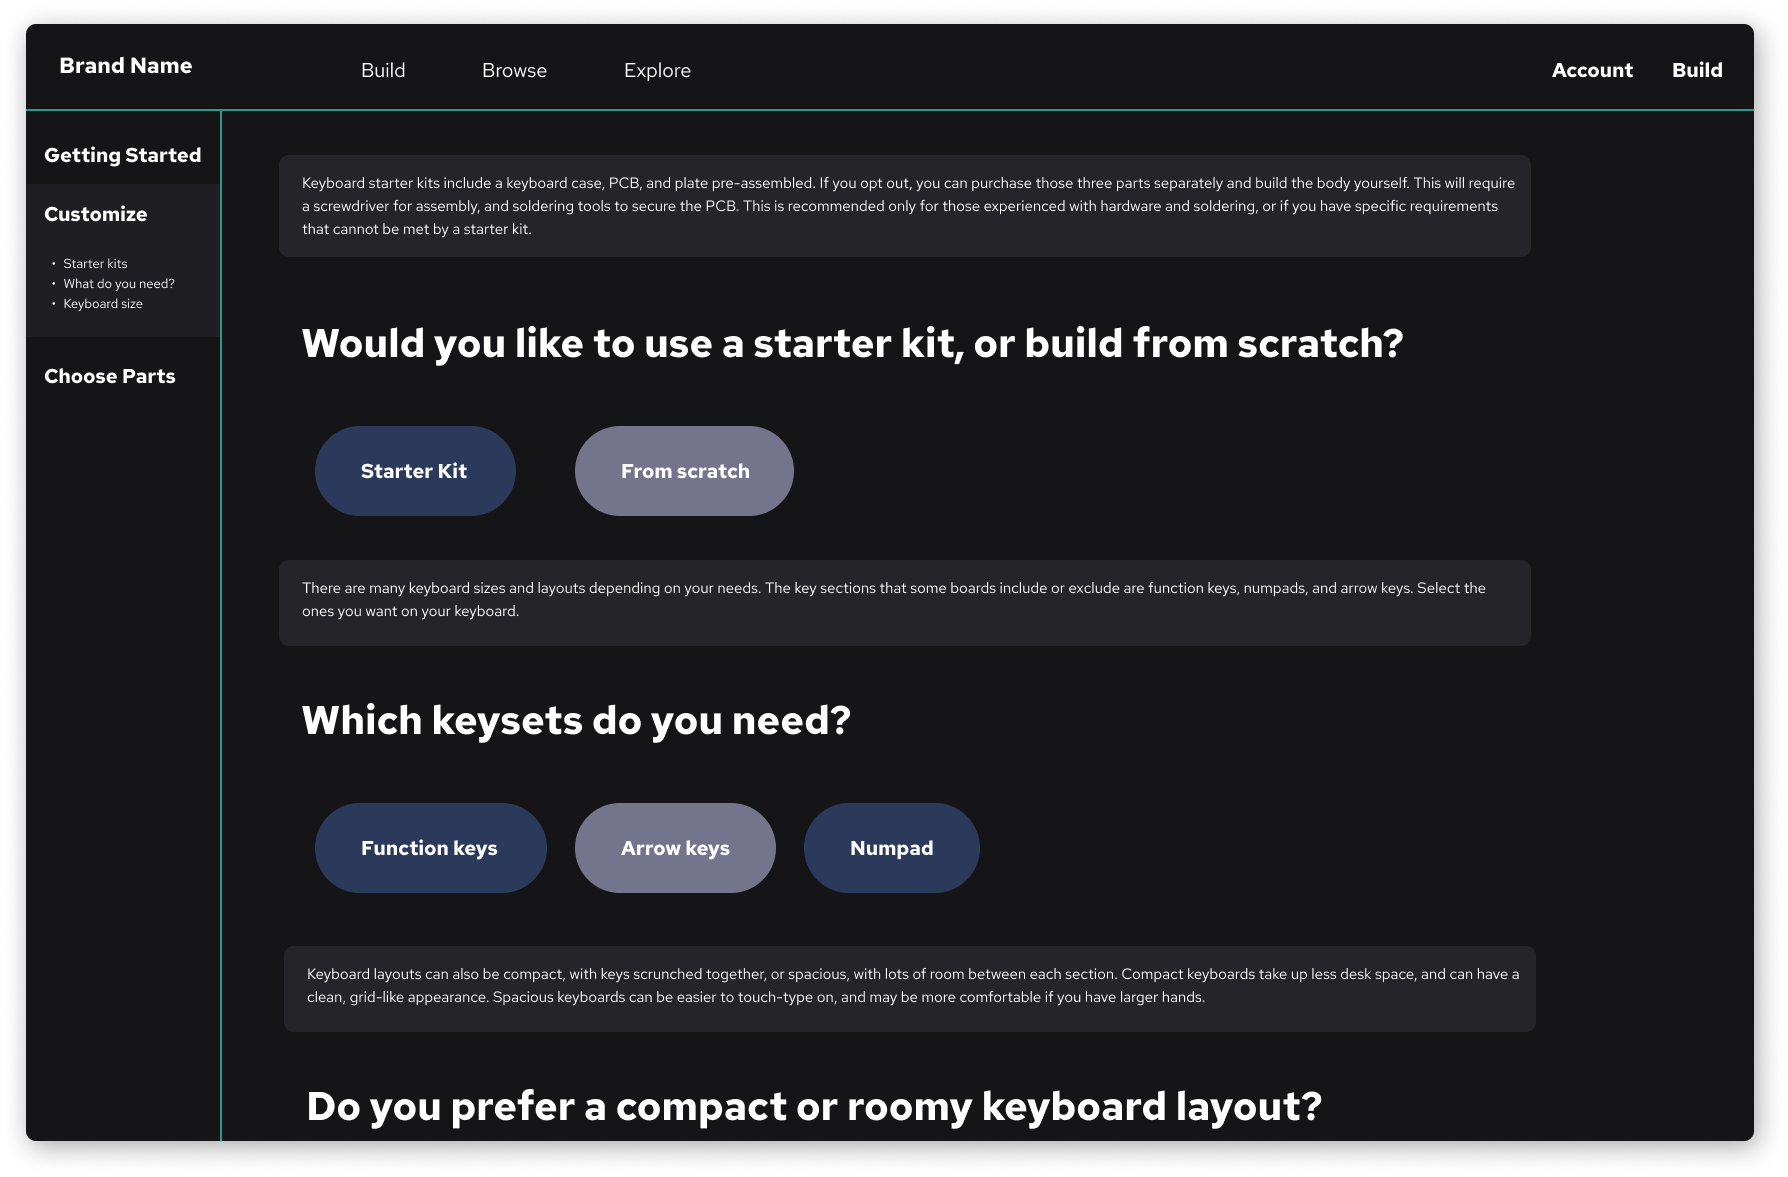 Brand Name
Build
Browse
Explore
Account
Build
Getting Started
Customize
• Starter kits
• What do you need?
• Keyboard size
Choose Parts
Keyboard starter kits include a keyboard case, PCB, and plate pre-assembled. If you opt out, you can purchase those three parts separately and build the body yourself. This will require
a screwdriver for assembly, and soldering tools to secure the PCB. This is recommended only for those experienced with hardware and soldering, or if you have specific requirements
that cannot be met by a starter kit.
Would you like to use a starter kit, or build from scratch?
Starter Kit
From scratch
There are many keyboard sizes and layouts depending on your needs. The key sections that some boards include or exclude are function keys, numpads, and arrow keys. Select the
ones you want on your keyboard.
Which keysets do you need?
Function keys
Arrow keys
Numpad
Keyboard layouts can also be compact, with keys scrunched together, or spacious, with lots of room between each section. Compact keyboards take up less desk space, and can have a
clean, grid-like appearance. Spacious keyboards can be easier to touch-type on, and may be more comfortable if you have larger hands.
Do you prefer a compact or roomy keyboard layout?